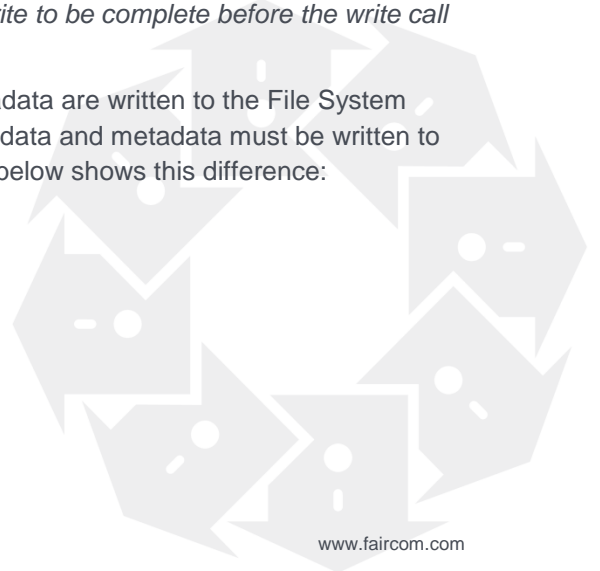 ite to be complete before the write call
data are written to the File System
data and metadata must be written to
below shows this difference:
www.faircom.com